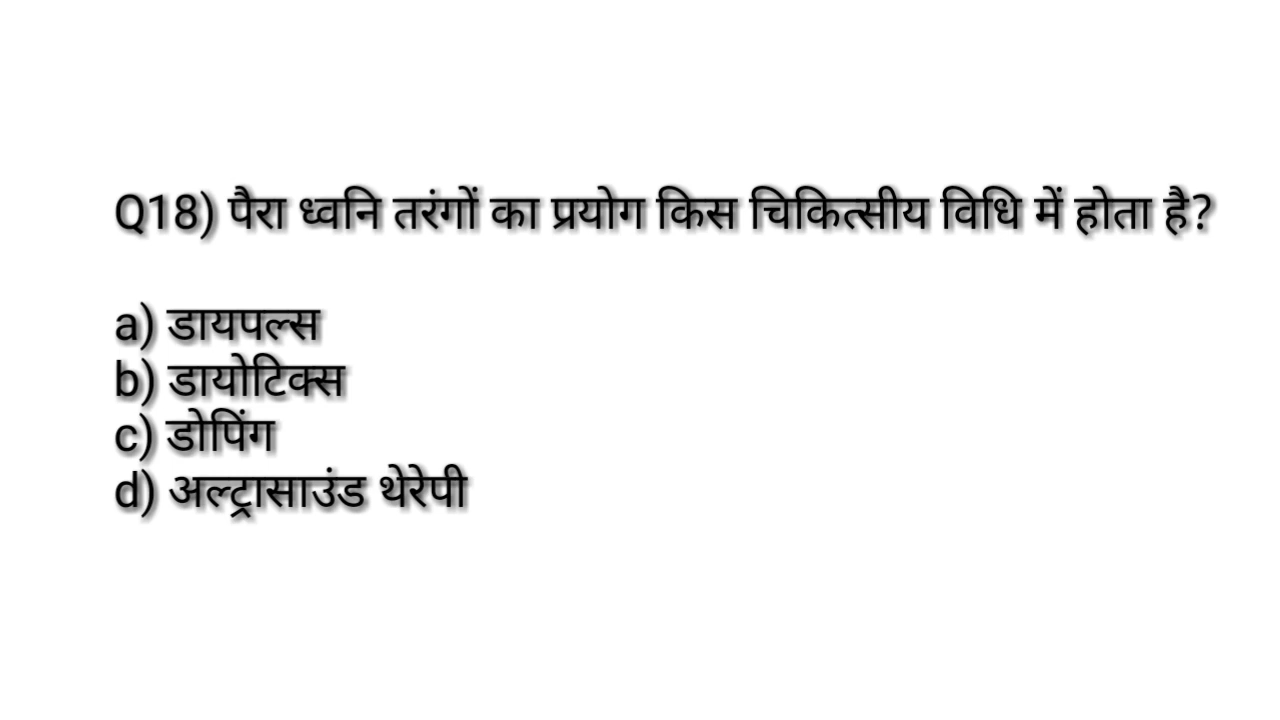 Q18) पैरा ध्वनि तरंगों का प्रयोग किस चिकित्सीय विधि में होता है?
a) डायपल्स
b) डायोटिक्स
c) डोपिंग
d) अल्ट्रासाउंड थेरेपी